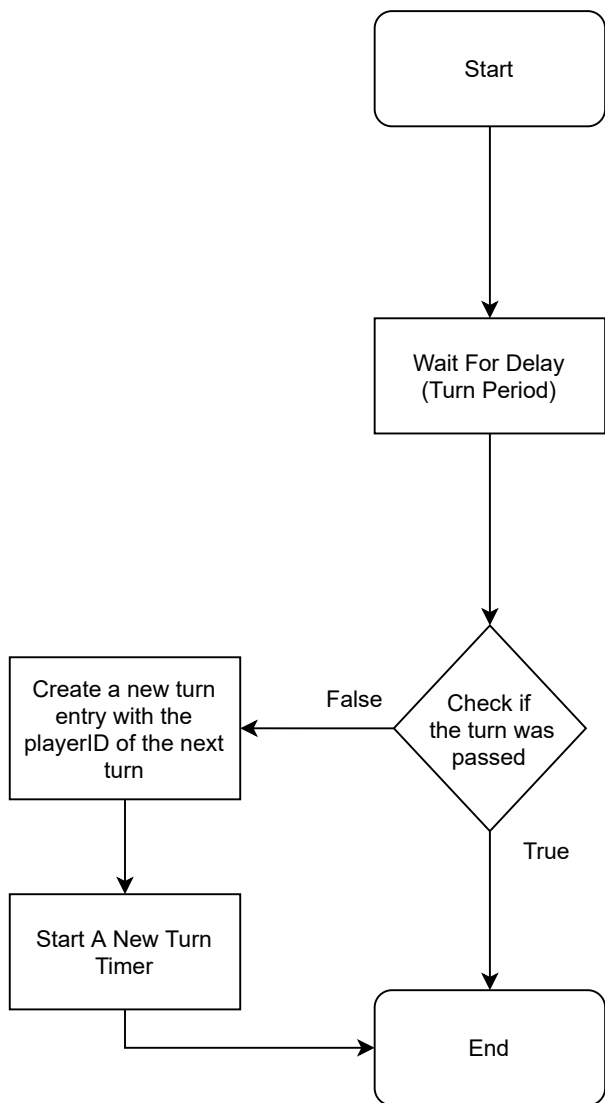 Start
Wait For Delay
(Turn Period)
Check if
the turn was
passed
False
True
Create a new turn
entry with the
playerID of the next
turn
Start A New Turn
Timer
End